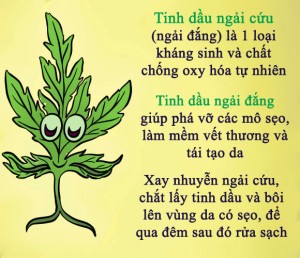 Tinh dầu ngải cứu
(ngải đắng) là 1 loại
kháng sinh và chất
chống oxy hóa tự nhiên
Tinh dầu ngải đắng
giúp phá vỡ các mô sẹo,
làm mềm vết thương và
tái tạo da
Xay nhuyễn ngải cứu,
chắt lấy tinh dầu và bôi
lên vùng da có sẹo, để
qua đêm sau đó rửa sạch